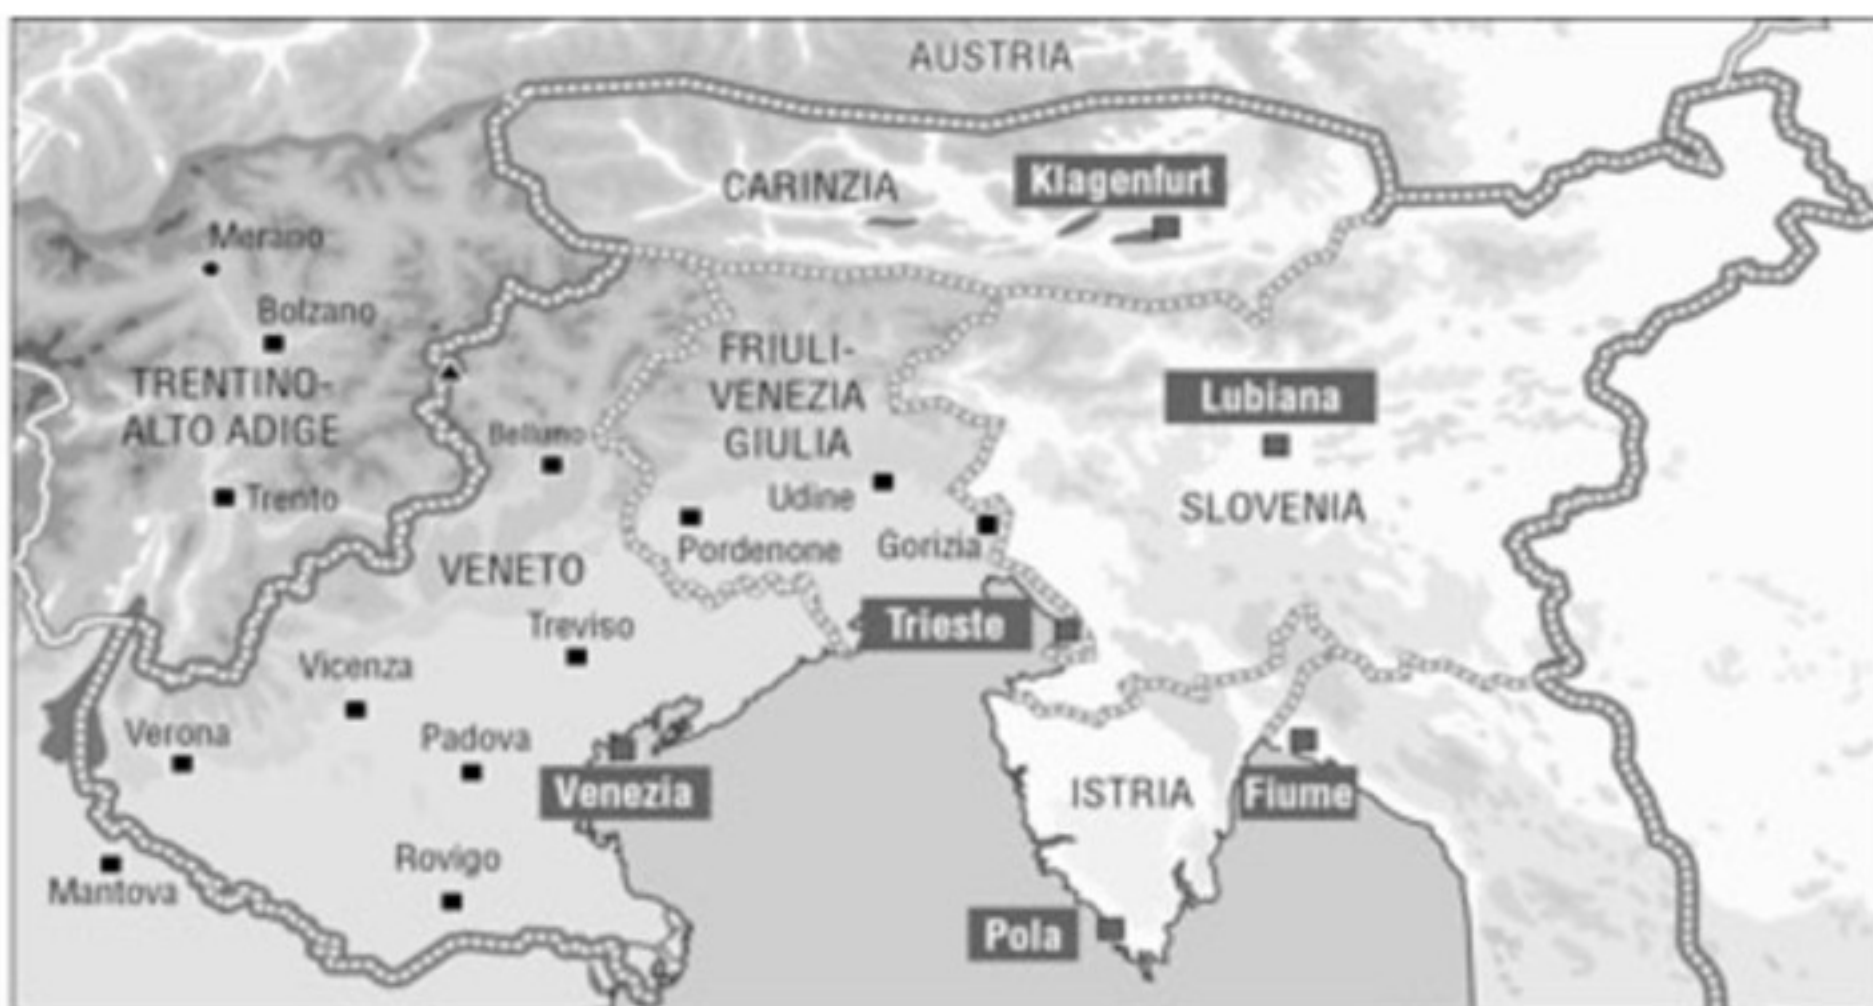 AUSTRIA
CARINZIA
Klagenfurt
Merano
Bolzano
TRENTINO-
ALTO ADIGE
Trento
Belluno
FRIULI-
VENEZIA
GIULIA
Udine
Pordenone
Gorizia
Lubiana
SLOVENIA
VENETO
Treviso
Trieste
Vicenza
Verona
Padova
Venezia
ISTRIA
Fiume
Rovigo
Mantova
Pola